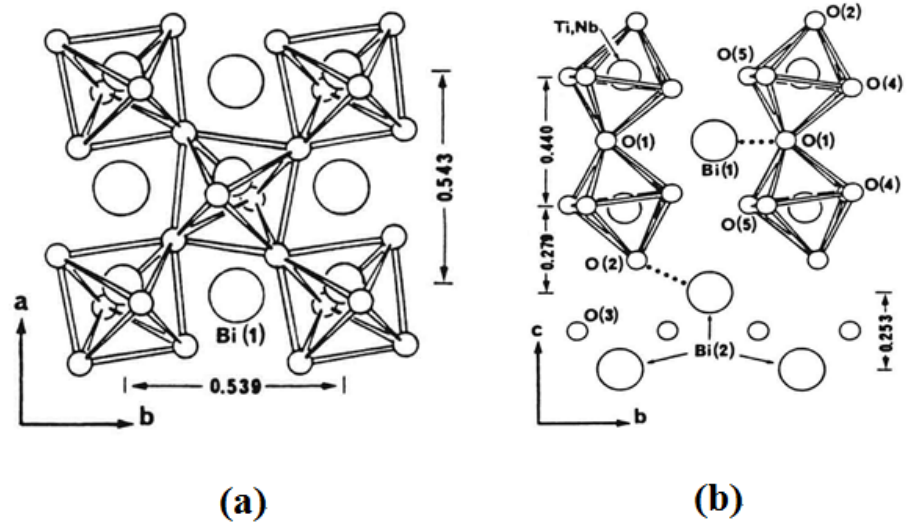 0.543
Bi(1)
0.539
a
b
(a)
Ti,Nb
O(2)
O(5)
O(4)
0.440
O(1)
Bi(1)
O(1)
O(4)
O(5)
0.279
O(2)
O(3)
Bi(2)
0.253
c
b
(b)